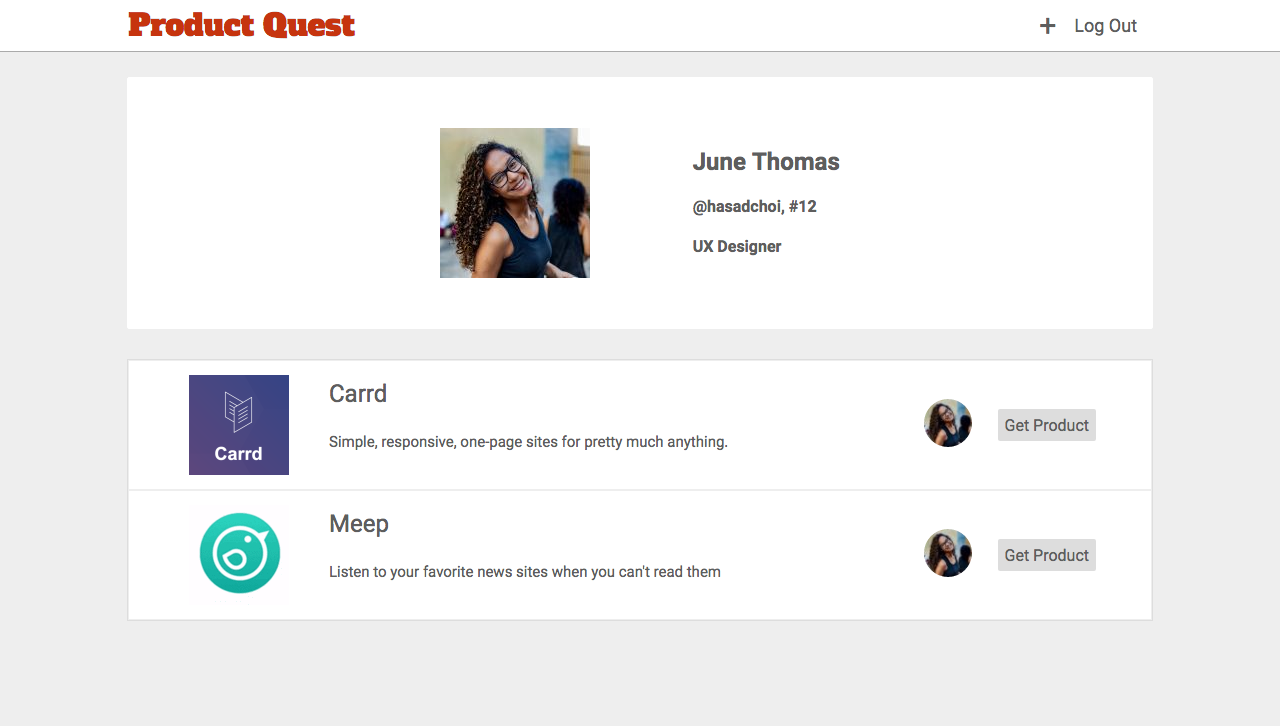 Product Quest
+ Log Out
June Thomas
@hasadchoi, #12
UX Designer
Carrd
Carrd
Simple, responsive, one-page sites for pretty much anything.
Get Product
Meep
Listen to your favorite news sites when you can't read them
Get Product